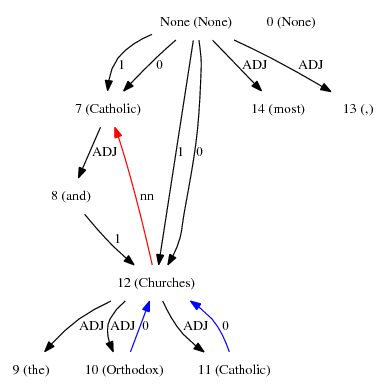 None (None) 0 (None)
1 0 ADJ ADJ
7 (Catholic) 14 (most) 13 (,)
ADJ 1 0
8 (and) nn
1
12 (Churches)
ADJ ADJ 0 ADJ 0
9 (the) 10 (Orthodox) 11 (Catholic)